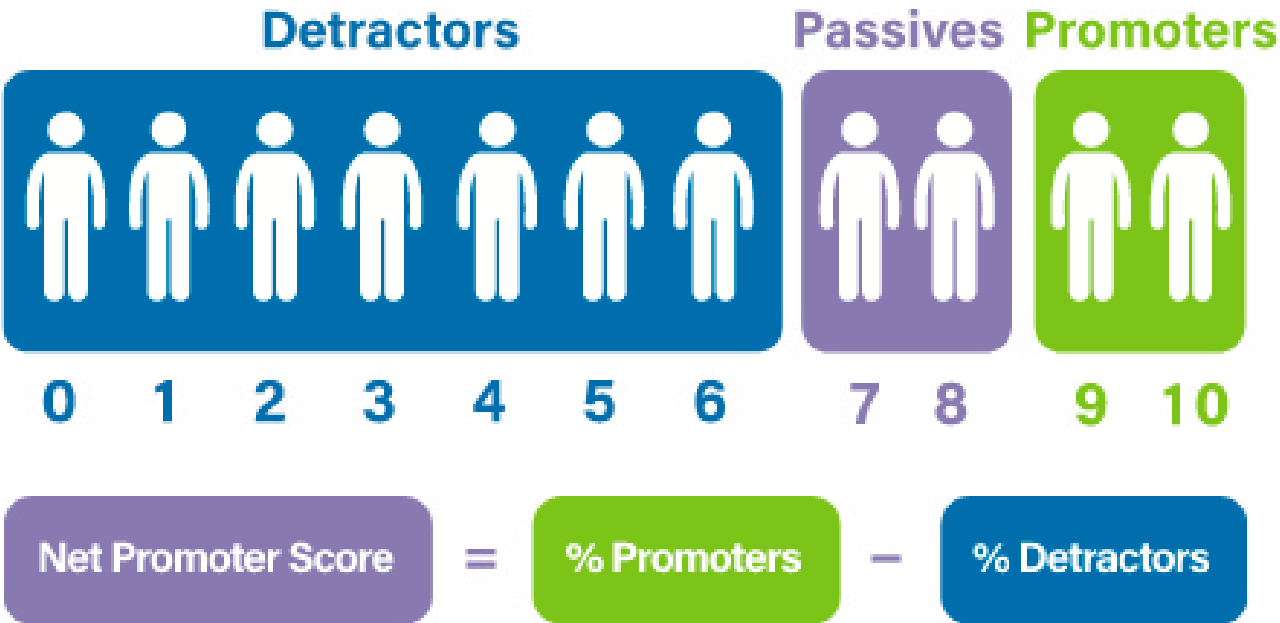 Detractors Passives Promoters
0 1 2 3 4 5 6 7 8 9 10
Net Promoter Score = % Promoters – % Detractors